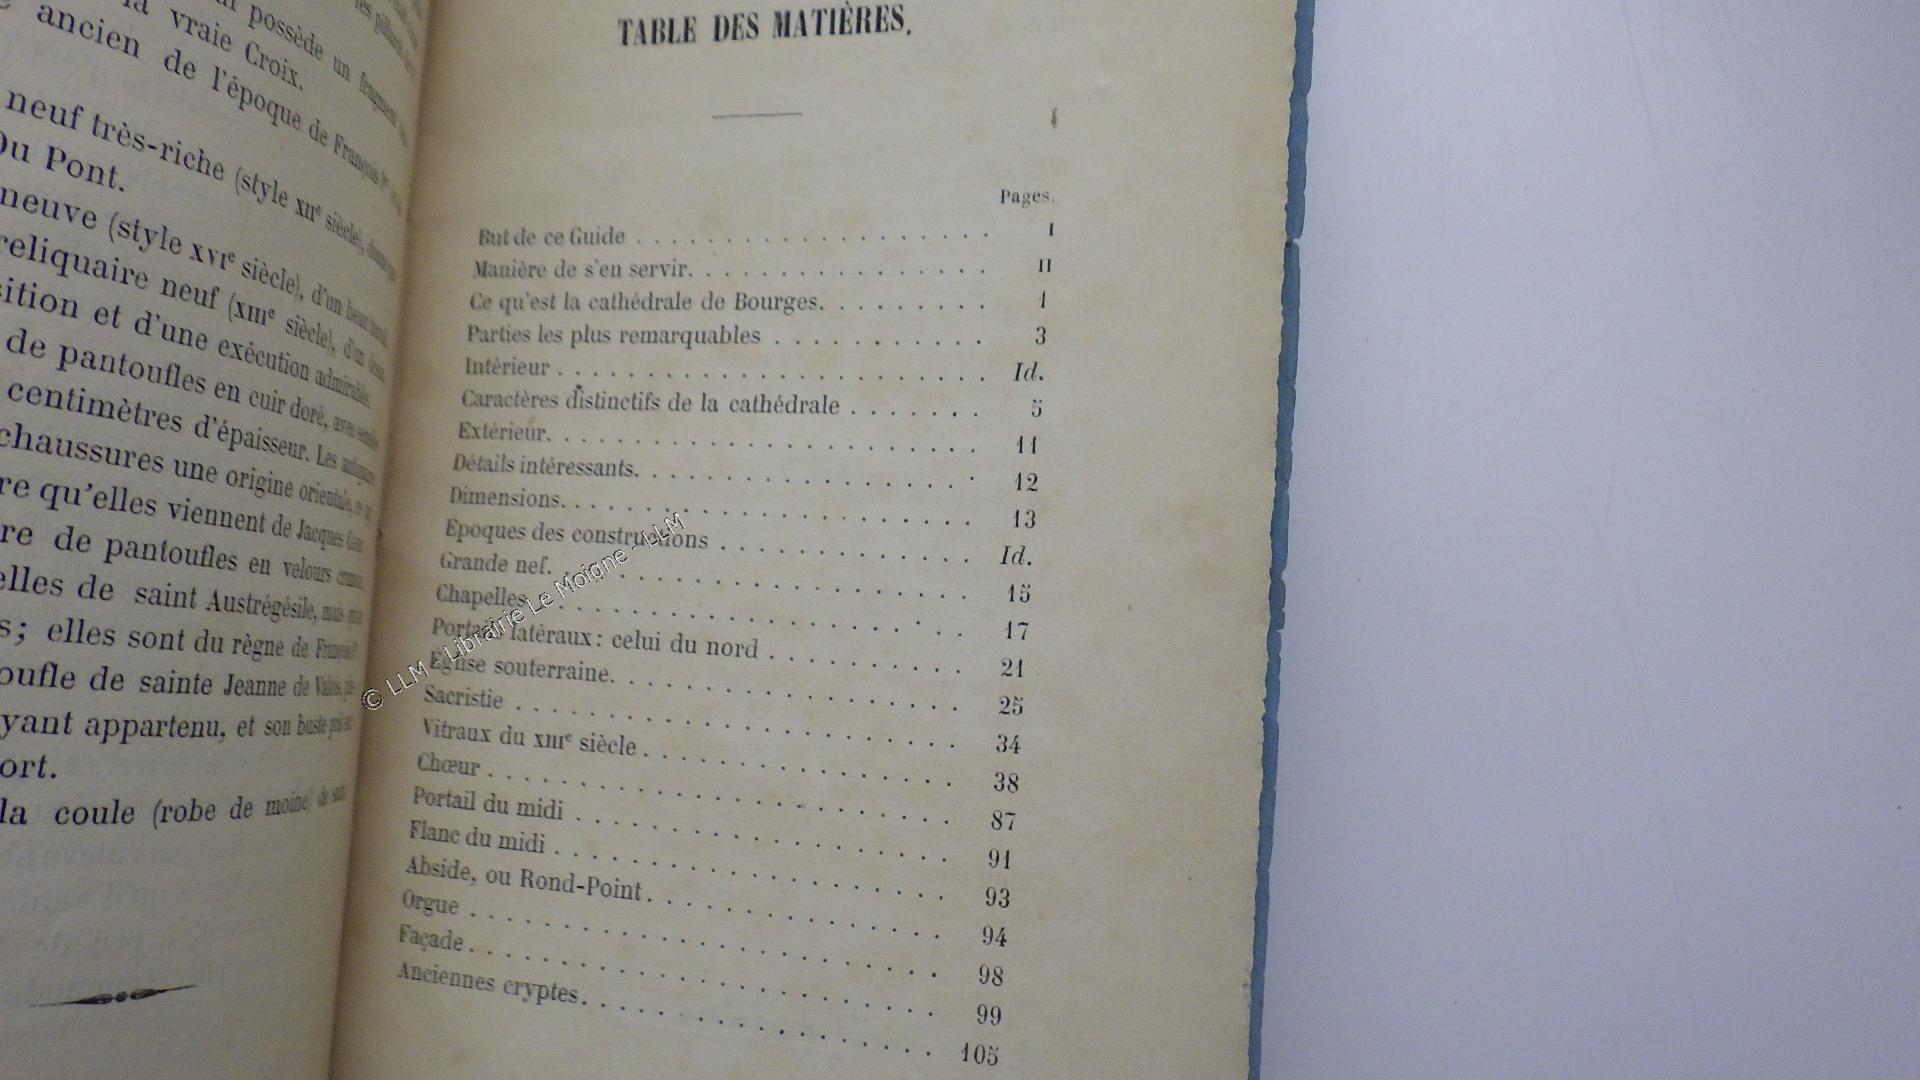 possède un fragment
la vraie Croix.
ancien de l'époque de François Ier
neuf très-riche (style XIIe siècle),
Du Pont.
neuve (style XVIe siècle), d'un beau
reliquaire neuf (XIIIe siècle), d'un
sition et d'une exécution admirables.
de pantoufles en cuir doré, avec
centimètres d'épaisseur. Les
chaussures une origine orientale,
re qu'elles viennent de Jacques
re de pantoufles en velours
elles de saint Austrégésile, mais
s; elles sont du règne de
oufle de sainte Jeanne de Valois,
yant appartenu, et son buste
ort.
la coule (robe de moine)
TABLE DES MATIÈRES.
Pages.
But de ce Guide . . . . . . . . . . I
Manière de s'en servir. . . . . . . . . . II
Ce qu'est la cathédrale de Bourges. . . . . . . . . 1
Parties les plus remarquables . . . . . . . . . . 3
Intérieur . . . . . . . . . . Id.
Caractères distinctifs de la cathédrale . . . . . . . 5
Extérieur. . . . . . . . . . 11
Détails intéressants. . . . . . . . . . 12
Dimensions. . . . . . . . . . 13
Epoques des constructions . . . . . . . . . . Id.
Grande nef. . . . . . . . . . 15
Chapelles . . . . . . . . . . 17
Portails latéraux : celui du nord . . . . . . . . . 21
Église souterraine. . . . . . . . . . 25
Sacristie . . . . . . . . . . 34
Vitraux du XIIIe siècle . . . . . . . . . . 38
Chœur . . . . . . . . . . 87
Portail du midi . . . . . . . . . . 91
Flanc du midi . . . . . . . . . . 93
Abside, ou Rond-Point. . . . . . . . . . 94
Orgue . . . . . . . . . . 98
Façade . . . . . . . . . . 99
Anciennes cryptes. . . . . . . . . . 105
© LLM - Librairie Le Moigne - LLM